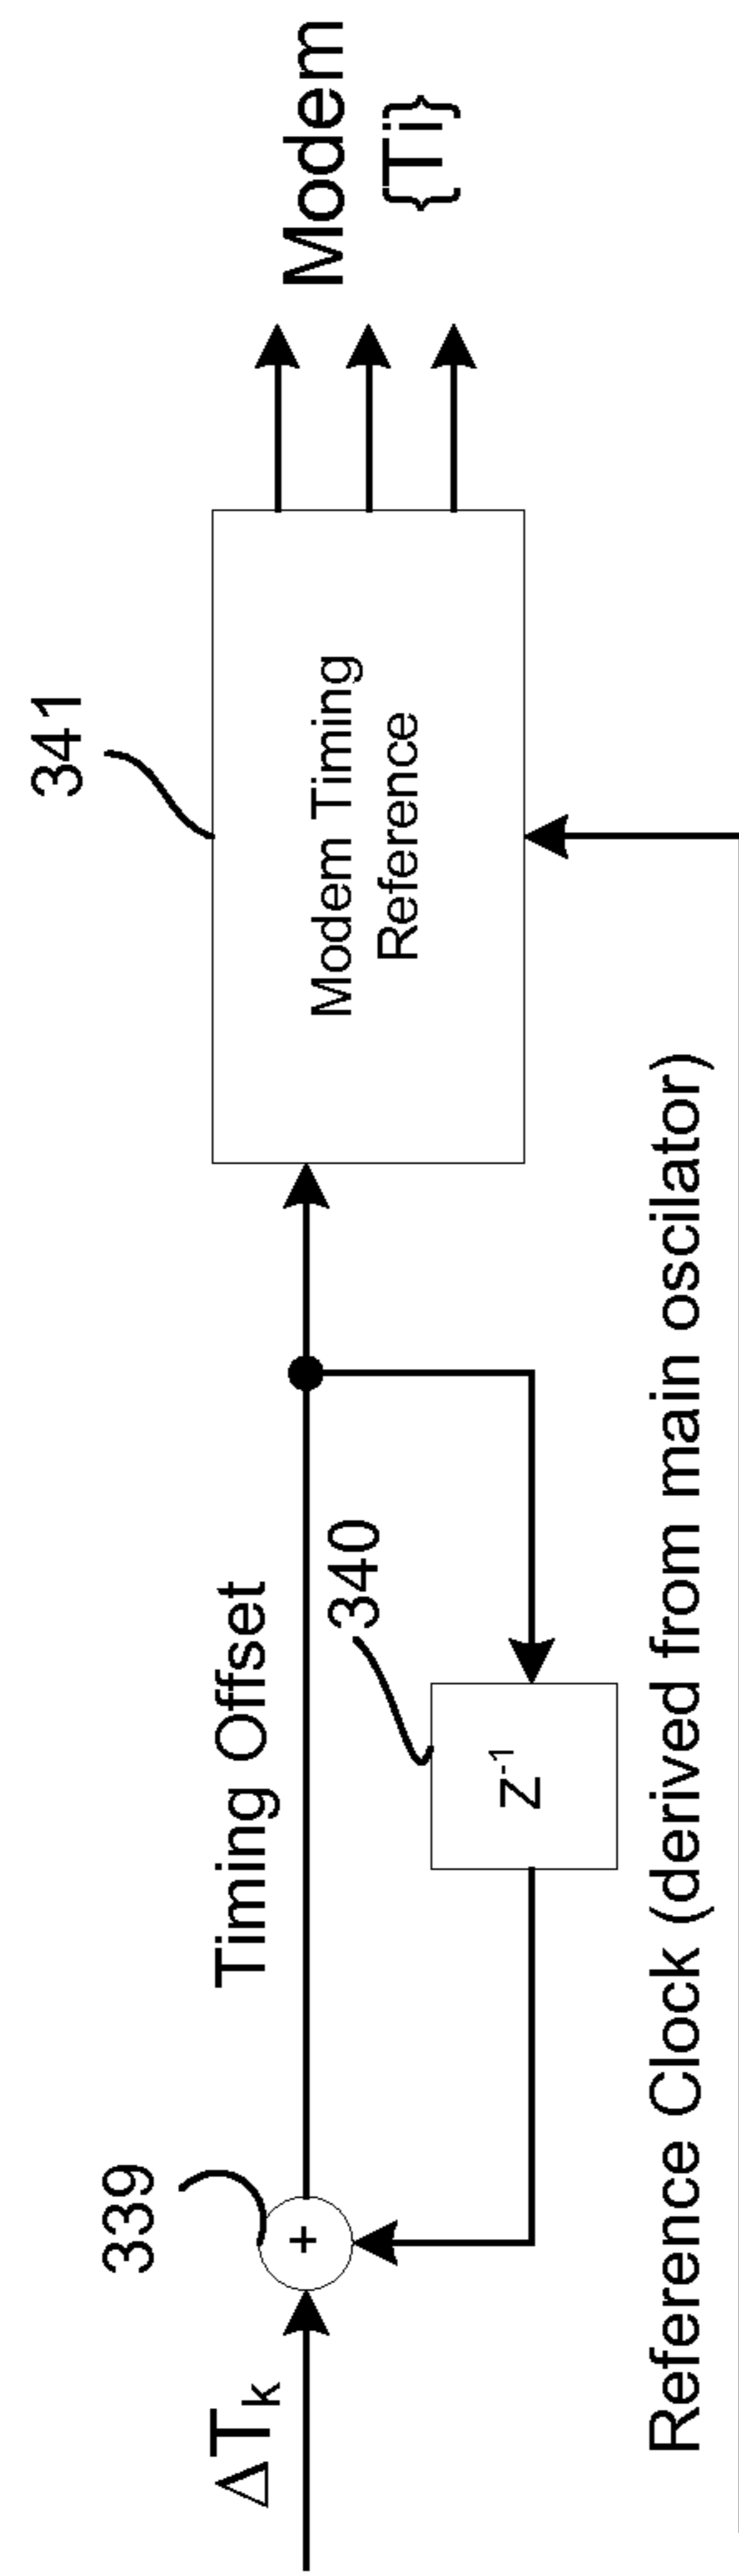 341
Modem
{Ti}
Modem Timing
Reference
339
ΔTk
+
Timing Offset
340
Z-1
Reference Clock (derived from main oscilator)